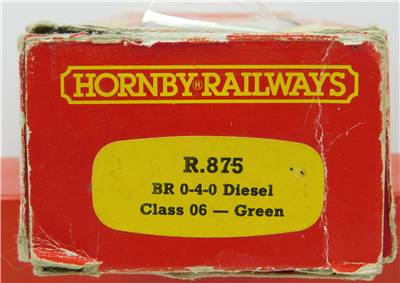 HORNBY® RAILWAYS
R.875
BR 0-4-0 Diesel
Class 06 — Green